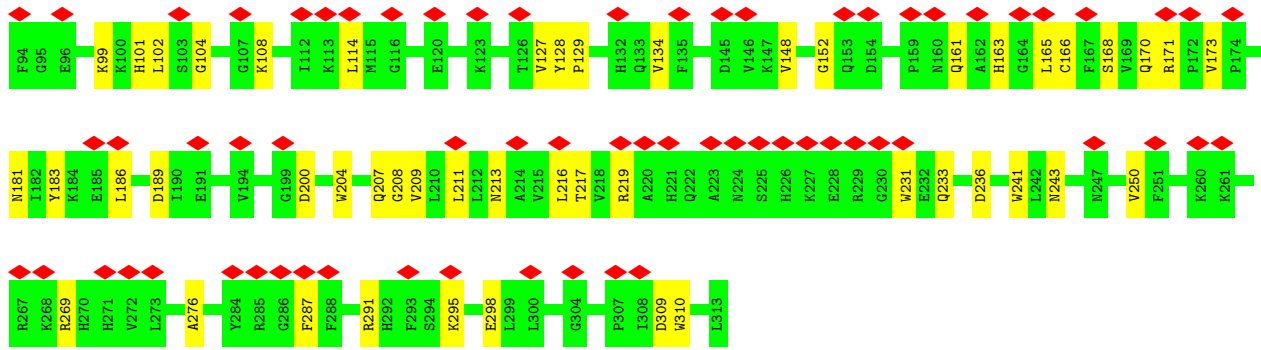 F94 G95 E96 K99 K100 H101 L102 S103 G104 G107 K108 I112 K113 L114 M115 G116 E120 K123 T126 V127 Y128 P129 H132 Q133 V134 F135 D145 V146 K147 V148 G152 Q153 D154 P159 N160 Q161 A162 H163 G164 L165 C166 F167 S168 V169 Q170 R171 P172 V173 P174
N181 I182 Y183 K184 E185 L186 D189 I190 E191 V194 G199 D200 W204 Q207 G208 V209 L210 L211 L212 N213 A214 V215 L216 T217 V218 R219 A220 H221 Q222 A223 N224 S225 H226 K227 E228 R229 G230 W231 E232 Q233 D236 W241 L242 N243 N247 V250 F251 K260 K261
R267 K268 R269 H270 H271 V272 L273 A276 Y284 R285 G286 F287 F288 R291 H292 F293 S294 K295 E298 L299 L300 G304 P307 I308 D309 W310 L313